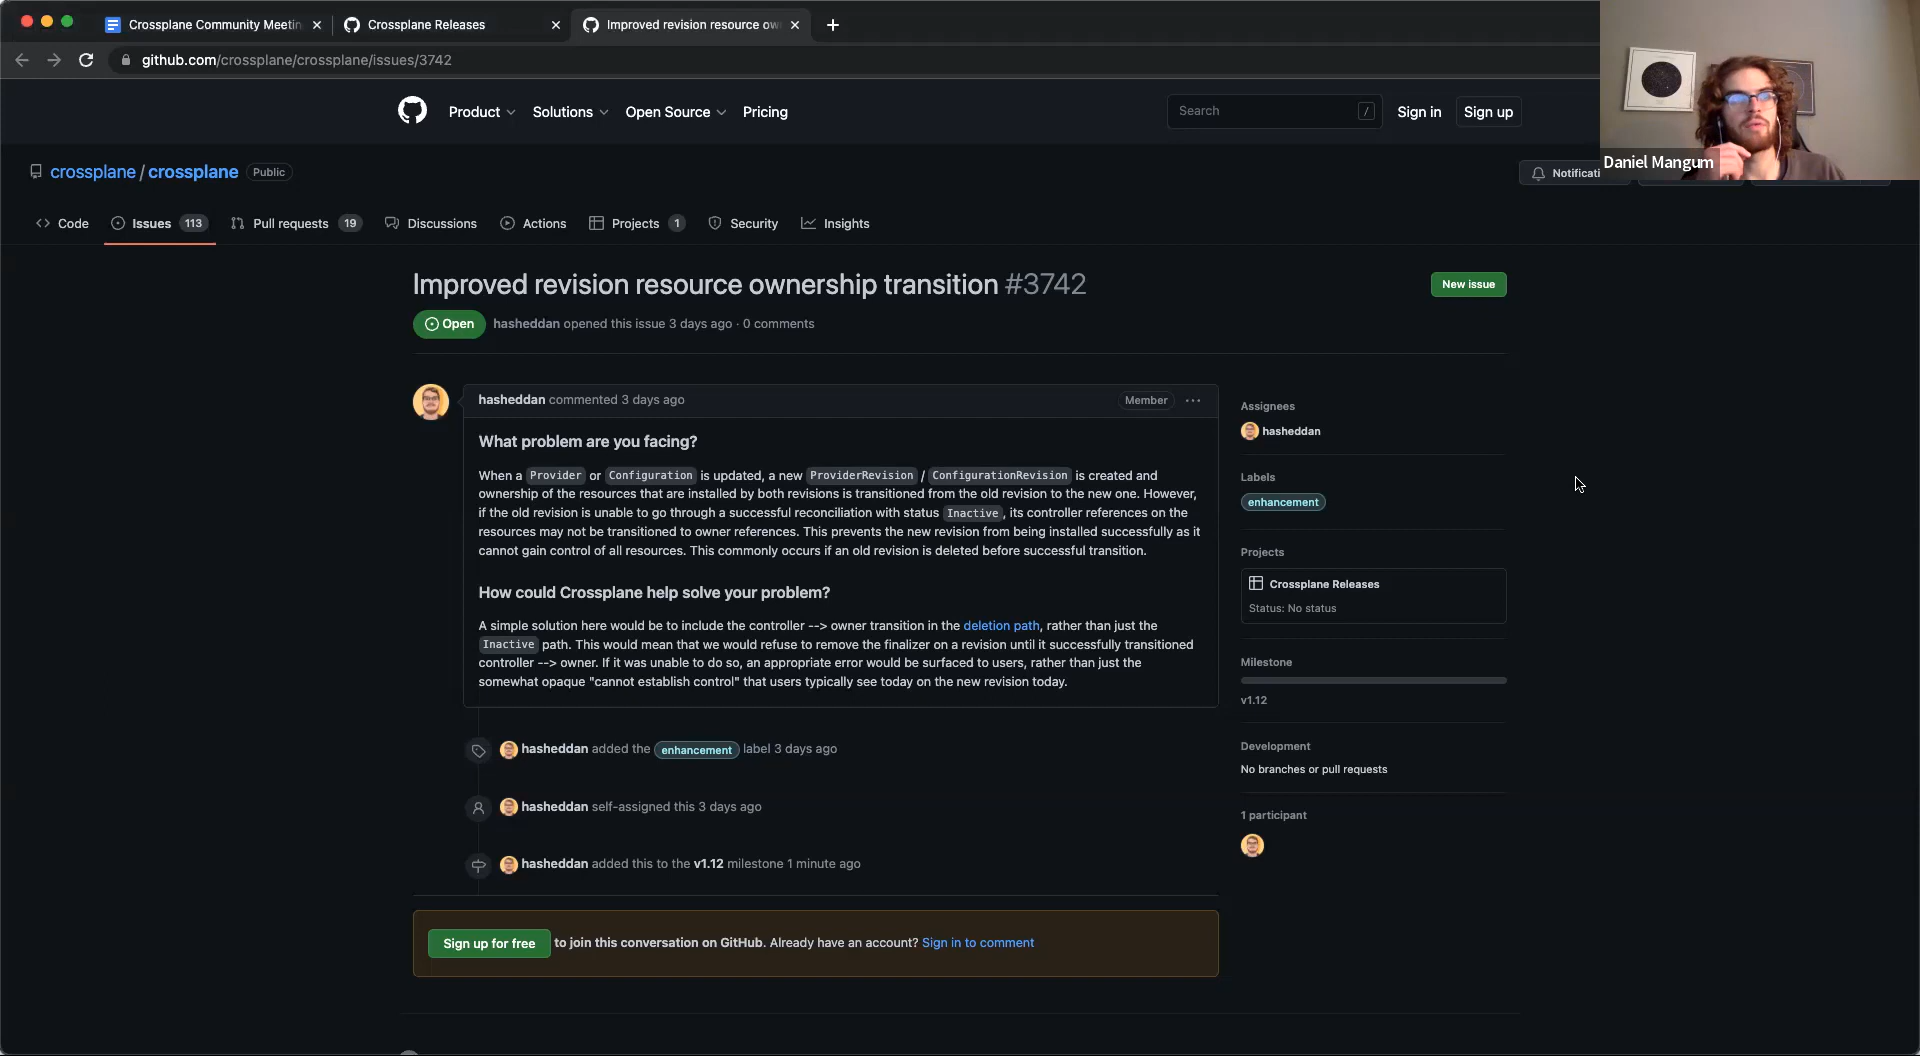 Crossplane Community Meetin
Crossplane Releases
Improved revision resource ow
github.com/crossplane/crossplane/issues/3742
Product
Solutions
Open Source
Pricing
Search
/
Sign in
Sign up
Daniel Mangum
crossplane / crossplane
Public
Notificati
Code
Issues 113
Pull requests 19
Discussions
Actions
Projects 1
Security
Insights
Improved revision resource ownership transition #3742
New issue
Open
hasheddan opened this issue 3 days ago · 0 comments
hasheddan commented 3 days ago
Member
What problem are you facing?
When a Provider or Configuration is updated, a new ProviderRevision / ConfigurationRevision is created and
ownership of the resources that are installed by both revisions is transitioned from the old revision to the new one. However,
if the old revision is unable to go through a successful reconciliation with status Inactive, its controller references on the
resources may not be transitioned to owner references. This prevents the new revision from being installed successfully as it
cannot gain control of all resources. This commonly occurs if an old revision is deleted before successful transition.
How could Crossplane help solve your problem?
A simple solution here would be to include the controller --> owner transition in the deletion path, rather than just the
Inactive path. This would mean that we would refuse to remove the finalizer on a revision until it successfully transitioned
controller --> owner. If it was unable to do so, an appropriate error would be surfaced to users, rather than just the
somewhat opaque "cannot establish control" that users typically see today on the new revision today.
hasheddan added the enhancement label 3 days ago
hasheddan self-assigned this 3 days ago
hasheddan added this to the v1.12 milestone 1 minute ago
Sign up for free to join this conversation on GitHub. Already have an account? Sign in to comment
Assignees
hasheddan
Labels
enhancement
Projects
Crossplane Releases
Status: No status
Milestone
v1.12
Development
No branches or pull requests
1 participant